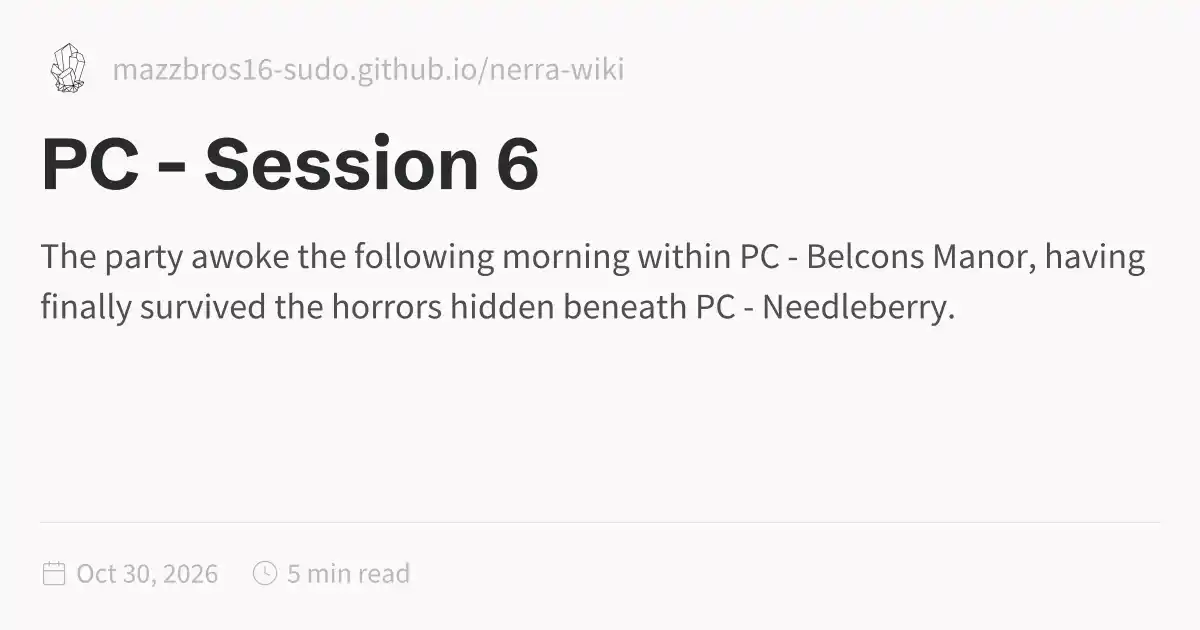 mazzbros16-sudo.github.io/nerra-wiki
PC - Session 6
The party awoke the following morning within PC - Belcons Manor, having
finally survived the horrors hidden beneath PC - Needleberry.
Oct 30, 2026 5 min read